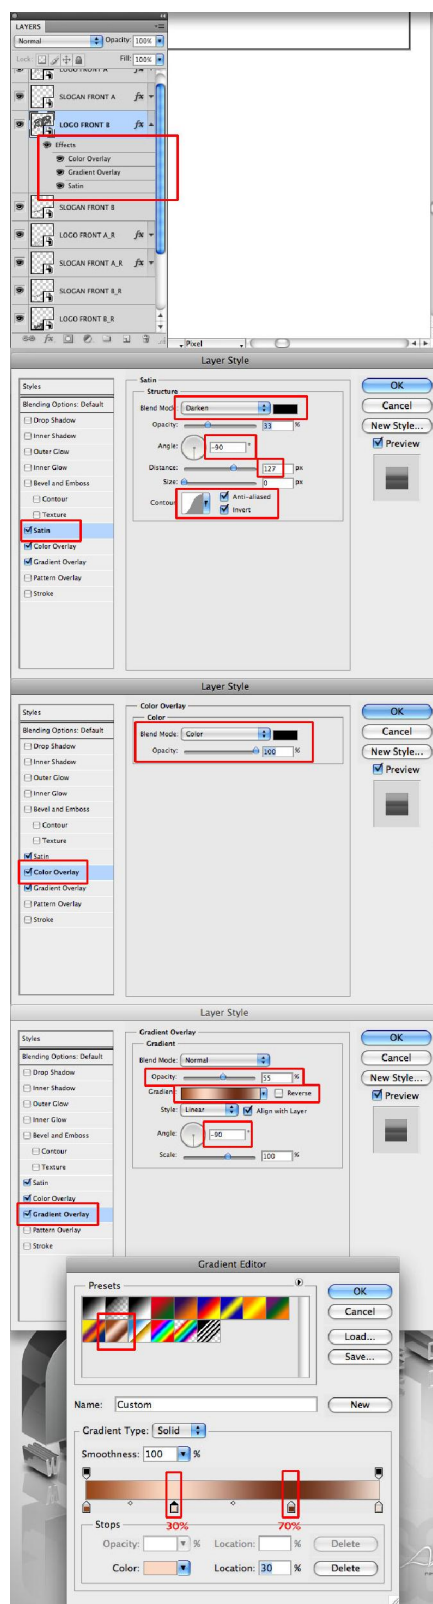 LAYERS
Normal Opacity: 100%
Lock: Fill: 100%
LOGO FRONT A fx
SLOGAN FRONT A fx
LOGO FRONT B fx
Effects
Color Overlay
Gradient Overlay
Satin
SLOGAN FRONT B
LOGO FRONT A_R fx
SLOGAN FRONT A_R fx
SLOGAN FRONT B_R
LOGO FRONT B_R
fx
Pixel
Layer Style
Styles
Blending Options: Default
Drop Shadow
Inner Shadow
Outer Glow
Inner Glow
Bevel and Emboss
Contour
Texture
Satin
Color Overlay
Gradient Overlay
Pattern Overlay
Stroke
Satin
Structure
Blend Mode: Darken
Opacity: 33 %
Angle: -90 °
Distance: 127 px
Size: 0 px
Contour: Anti-aliased
Invert
OK
Cancel
New Style...
Preview
Layer Style
Styles
Blending Options: Default
Drop Shadow
Inner Shadow
Outer Glow
Inner Glow
Bevel and Emboss
Contour
Texture
Satin
Color Overlay
Gradient Overlay
Pattern Overlay
Stroke
Color Overlay
Color
Blend Mode: Color
Opacity: 100 %
OK
Cancel
New Style...
Preview
Layer Style
Styles
Blending Options: Default
Drop Shadow
Inner Shadow
Outer Glow
Inner Glow
Bevel and Emboss
Contour
Texture
Satin
Color Overlay
Gradient Overlay
Pattern Overlay
Stroke
Gradient Overlay
Gradient
Blend Mode: Normal
Opacity: 55 %
Gradient: Reverse
Style: Linear Align with Layer
Angle: -90 °
Scale: 100 %
OK
Cancel
New Style...
Preview
Gradient Editor
Presets
OK
Cancel
Load...
Save...
Name: Custom New
Gradient Type: Solid
Smoothness: 100 %
30% 70%
Stops
Opacity: % Location: % Delete
Color: Location: 30 % Delete